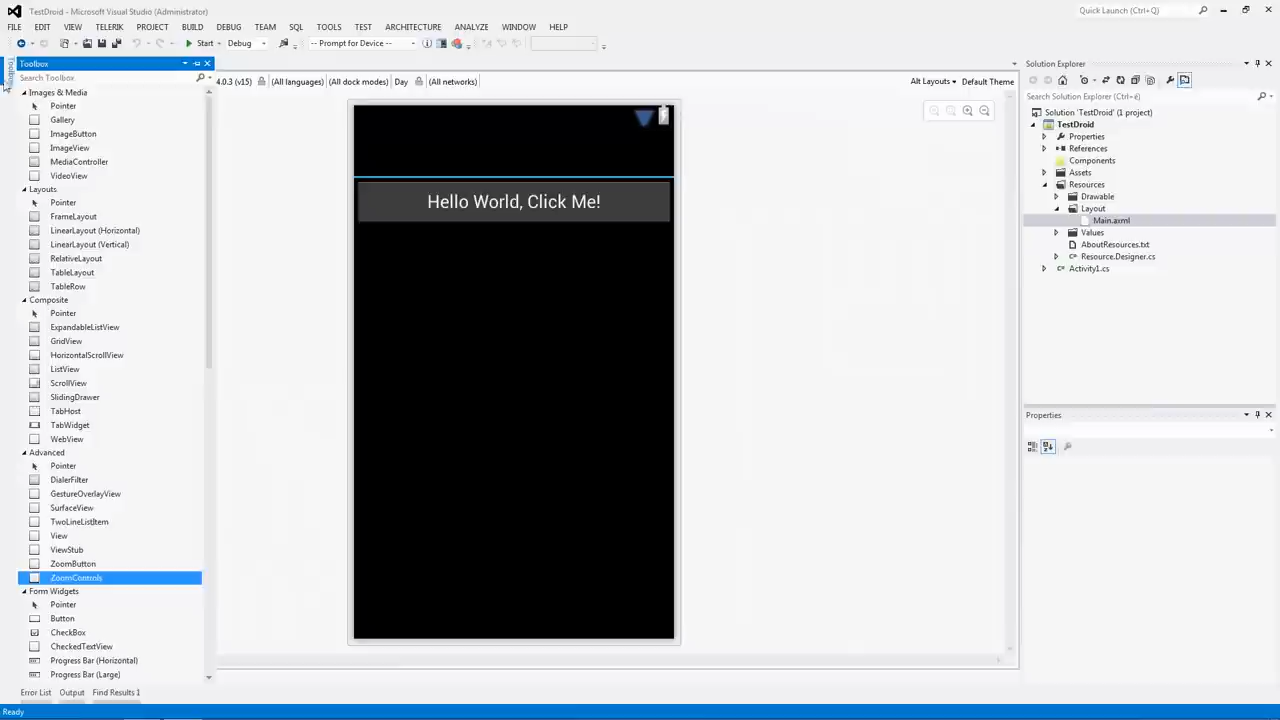 TestDroid - Microsoft Visual Studio (Administrator)
Quick Launch (Ctrl+Q)
FILE EDIT VIEW TELERIK PROJECT BUILD DEBUG TEAM SQL TOOLS TEST ARCHITECTURE ANALYZE WINDOW HELP
Start Debug -- Prompt for Device --
Toolbox
Toolbox
Search Toolbox
Images & Media
Pointer
Gallery
ImageButton
ImageView
MediaController
VideoView
Layouts
Pointer
FrameLayout
LinearLayout (Horizontal)
LinearLayout (Vertical)
RelativeLayout
TableLayout
TableRow
Composite
Pointer
ExpandableListView
GridView
HorizontalScrollView
ListView
ScrollView
SlidingDrawer
TabHost
TabWidget
WebView
Advanced
Pointer
DialerFilter
GestureOverlayView
SurfaceView
TwoLineListItem
View
ViewStub
ZoomButton
ZoomControls
Form Widgets
Pointer
Button
CheckBox
CheckedTextView
Progress Bar (Horizontal)
Progress Bar (Large)
4.0.3 (v15) (All languages) (All dock modes) Day (All networks) Alt Layouts Default Theme
Hello World, Click Me!
Solution Explorer
Search Solution Explorer (Ctrl+é)
Solution 'TestDroid' (1 project)
TestDroid
Properties
References
Components
Assets
Resources
Drawable
Layout
Main.axml
Values
AboutResources.txt
Resource.Designer.cs
Activity1.cs
Properties
Error List Output Find Results 1
Ready